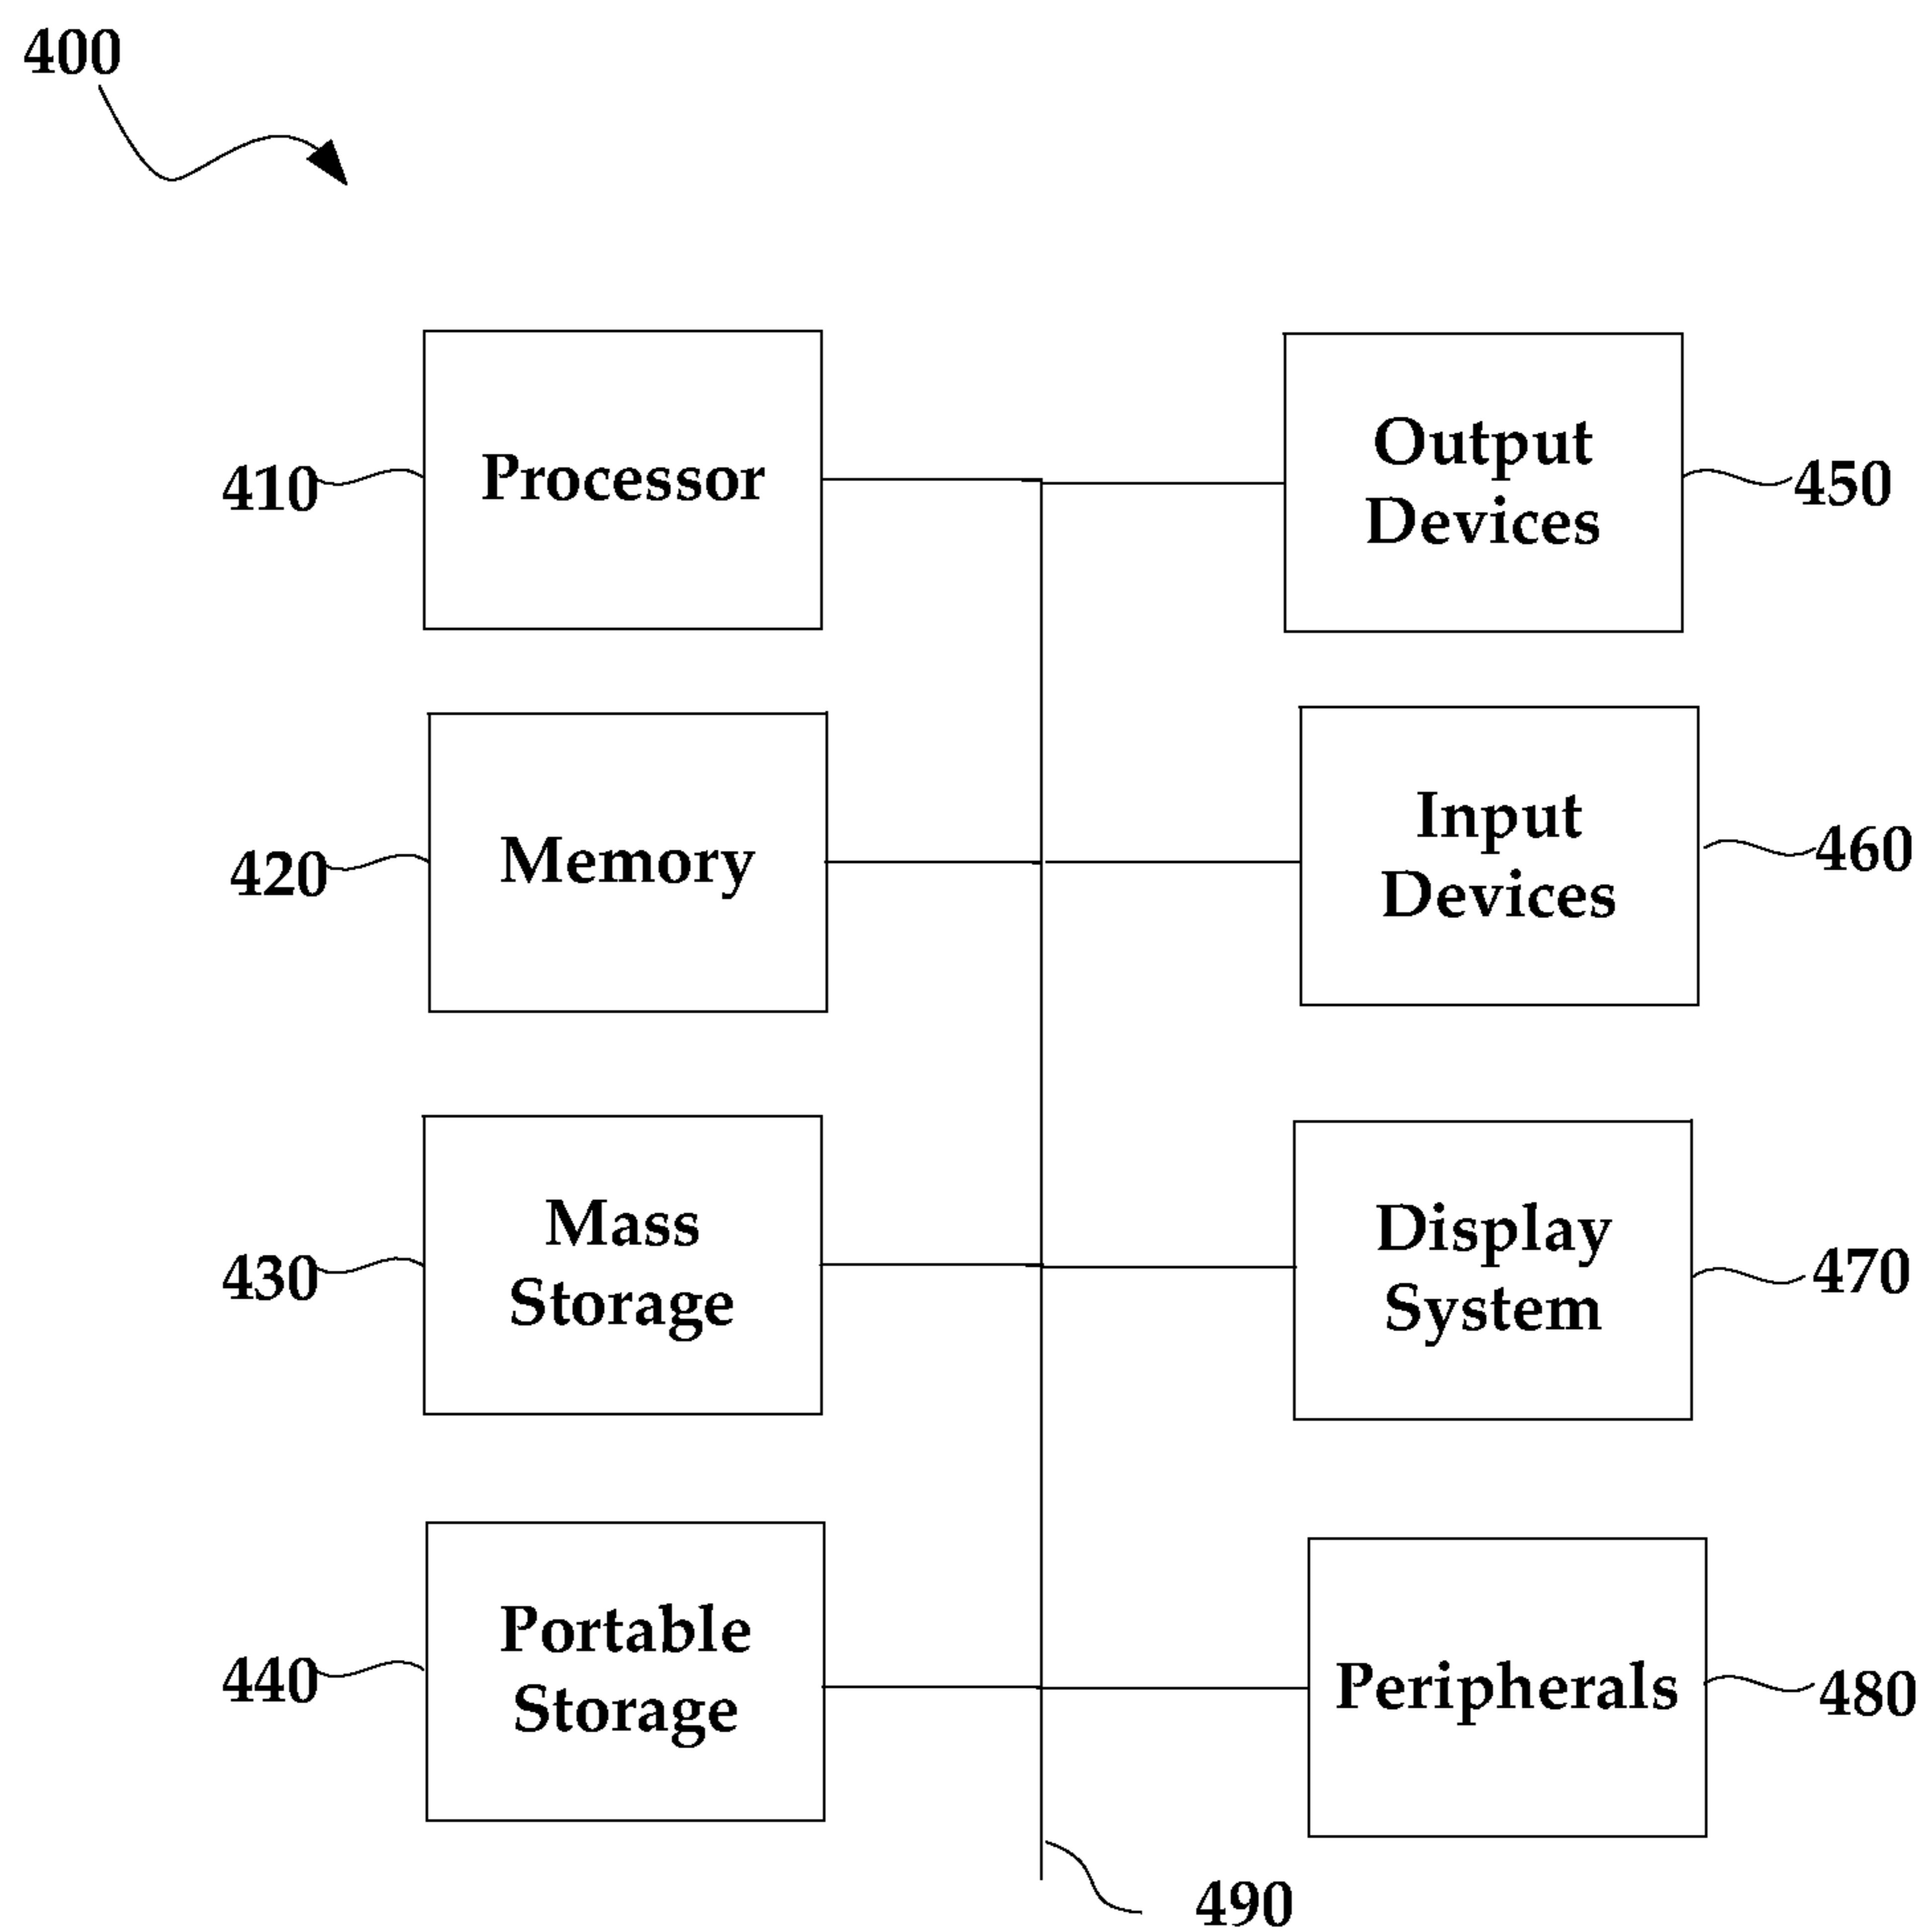 400
410
Processor
Output
Devices
450
420
Memory
Input
Devices
460
430
Mass
Storage
Display
System
470
440
Portable
Storage
Peripherals
480
490